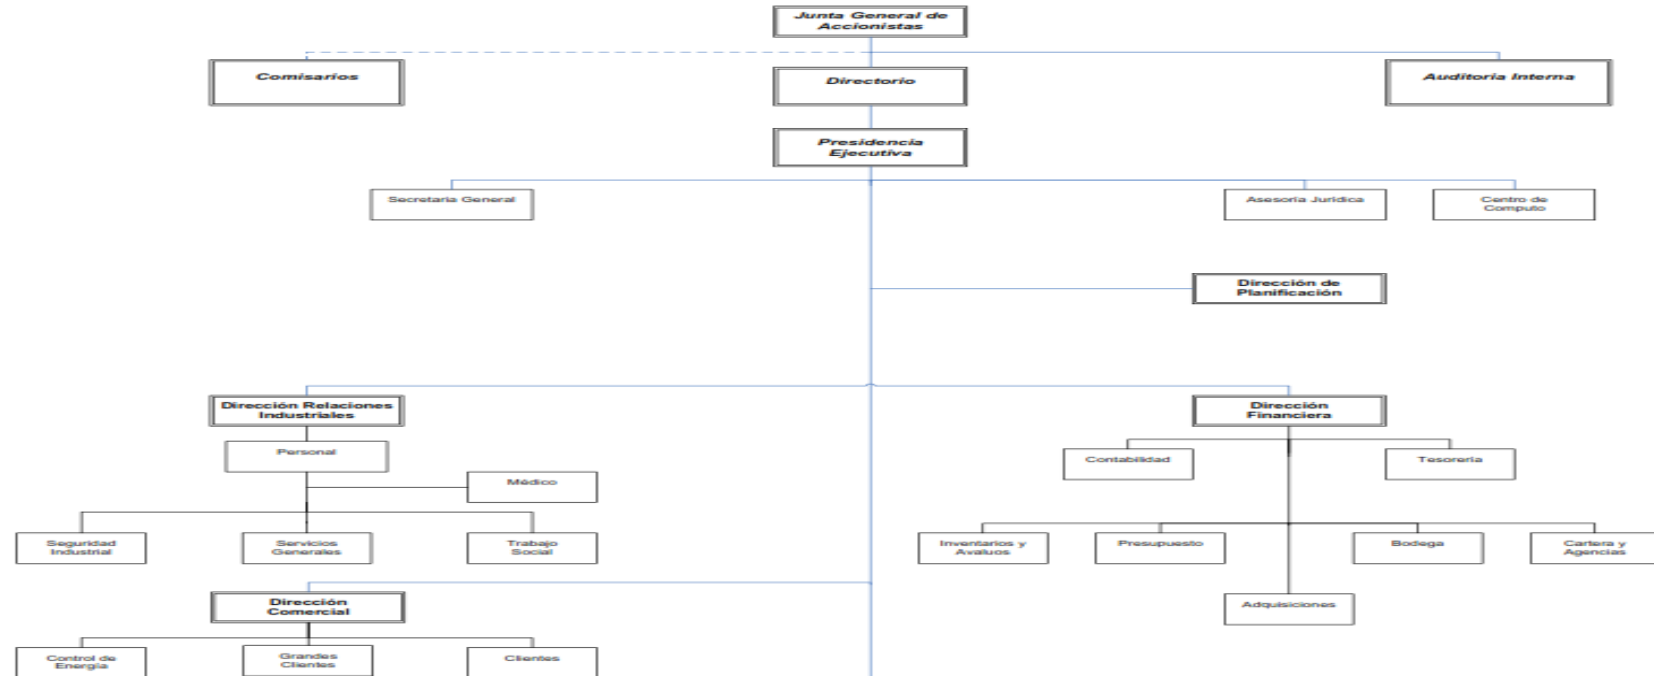 Junta General de
Accionistas
Comisarios
Directorio
Auditoría Interna
Presidencia
Ejecutiva
Secretaria General
Asesoría Jurídica
Centro de
Computo
Dirección de
Planificación
Dirección Relaciones
Industriales
Dirección
Financiera
Personal
Contabilidad
Tesorería
Médico
Seguridad
Industrial
Servicios
Generales
Trabajo
Social
Inventarios y
Avaluos
Presupuesto
Bodega
Cartera y
Agencias
Dirección
Comercial
Adquisiciones
Control de
Energía
Grandes
Clientes
Clientes